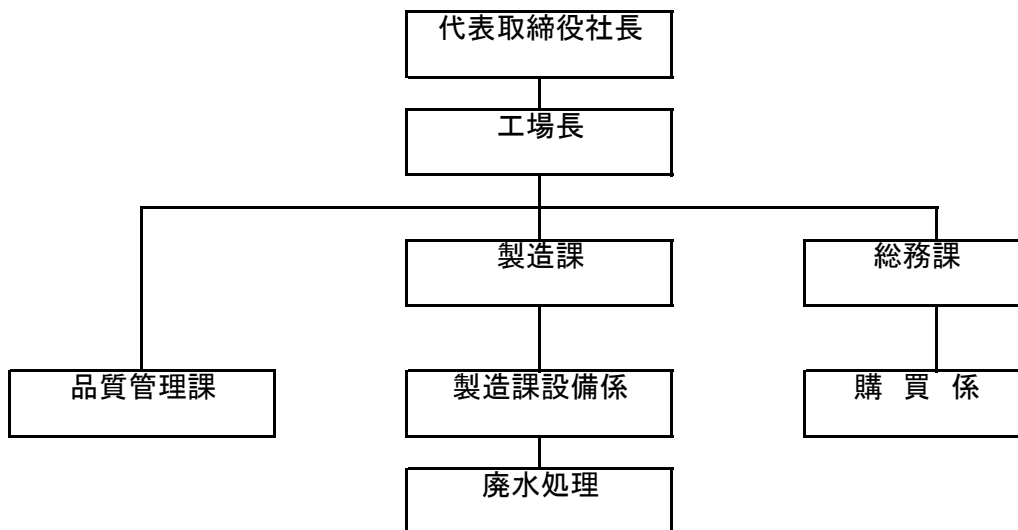 代表取締役社長
工場長
製造課
総務課
品質管理課
製造課設備係
購 買 係
廃水処理